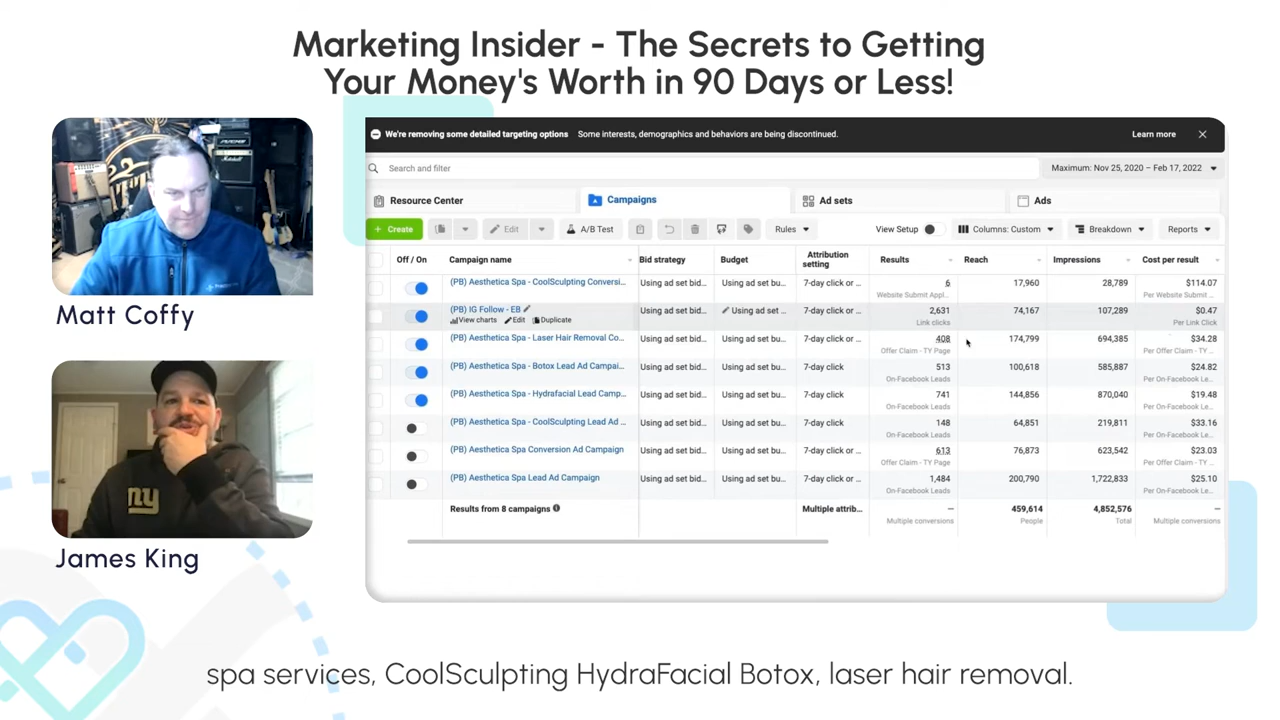 Marketing Insider - The Secrets to Getting
Your Money's Worth in 90 Days or Less!
Matt Coffy
ny
James King
We're removing some detailed targeting options Some interests, demographics and behaviors are being discontinued. Learn more
Search and filter Maximum: Nov 25, 2020 – Feb 17, 2022
Resource Center Campaigns Ad sets Ads
+ Create Edit A/B Test Rules View Setup Columns: Custom Breakdown Reports
Off / On Campaign name Bid strategy Budget Attribution setting Results Reach Impressions Cost per result
(PB) Aesthetica Spa - CoolSculpting Conversi... Using ad set bid... Using ad set bu... 7-day click or ... 6 17,960 28,789 $114.07
Website Submit Appl... Per Website Submit ...
(PB) IG Follow - EB Using ad set bid... Using ad set ... 7-day click or ... 2,631 74,167 107,289 $0.47
View charts Edit Duplicate Link clicks Per Link Click
(PB) Aesthetica Spa - Laser Hair Removal Co... Using ad set bid... Using ad set bu... 7-day click or ... 408 174,799 694,385 $34.28
Offer Claim - TY Page Per Offer Claim - TY ...
(PB) Aesthetica Spa - Botox Lead Ad Campai... Using ad set bid... Using ad set bu... 7-day click 513 100,618 585,887 $24.82
On-Facebook Leads Per On-Facebook Le...
(PB) Aesthetica Spa - Hydrafacial Lead Camp... Using ad set bid... Using ad set bu... 7-day click 741 144,856 870,040 $19.48
On-Facebook Leads Per On-Facebook Le...
(PB) Aesthetica Spa - CoolSculpting Lead Ad ... Using ad set bid... Using ad set bu... 7-day click or ... 148 64,851 219,811 $33.16
On-Facebook Leads Per On-Facebook Le...
(PB) Aesthetica Spa Conversion Ad Campaign Using ad set bid... Using ad set bu... 7-day click or ... 613 76,873 623,542 $23.03
Offer Claim - TY Page Per Offer Claim - TY ...
(PB) Aesthetica Spa Lead Ad Campaign Using ad set bid... Using ad set bu... 7-day click or ... 1,484 200,790 1,722,833 $25.10
On-Facebook Leads Per On-Facebook Le...
Results from 8 campaigns Multiple attrib... — 459,614 4,852,576 —
Multiple conversions People Total Multiple conversions
spa services, CoolSculpting HydraFacial Botox, laser hair removal.